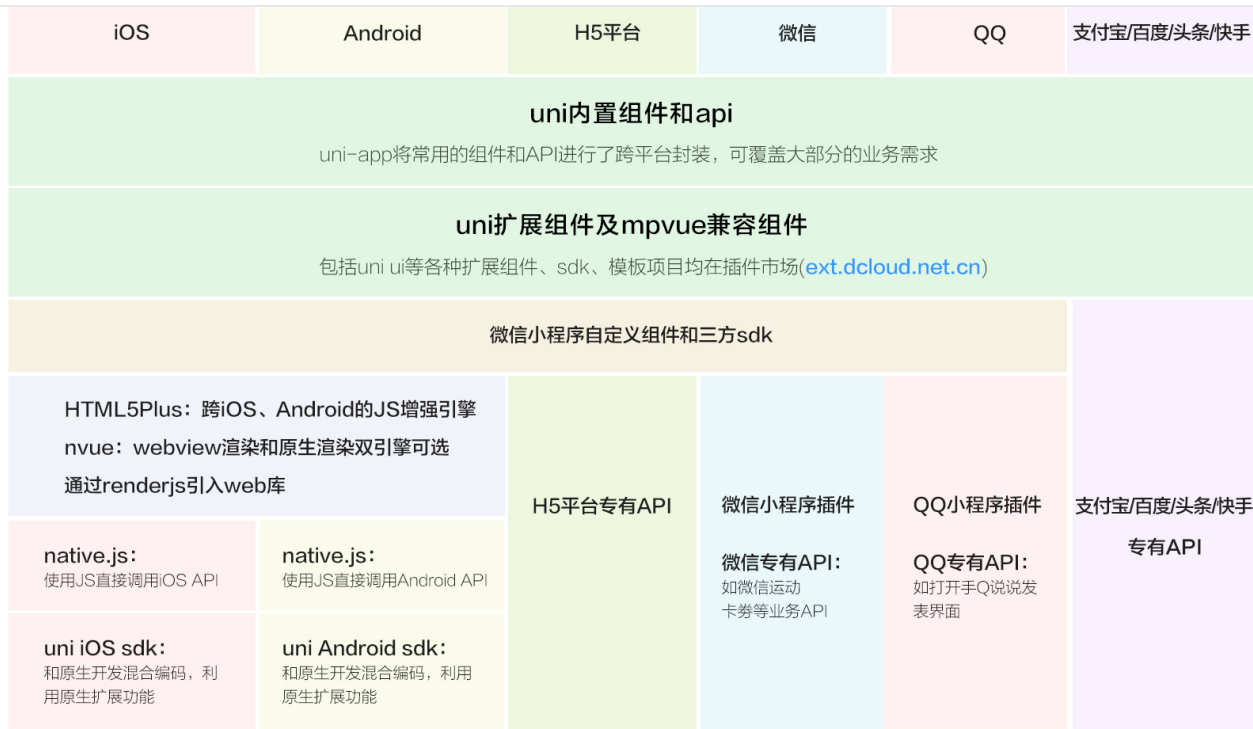 iOS
Android
H5平台
微信
QQ
支付宝/百度/头条/快手
uni内置组件和api
uni-app将常用的组件和API进行了跨平台封装，可覆盖大部分的业务需求
uni扩展组件及mpvue兼容组件
包括uni ui等各种扩展组件、sdk、模板项目均在插件市场(ext.dcloud.net.cn)
微信小程序自定义组件和三方sdk
HTML5Plus：跨iOS、Android的JS增强引擎
nvue：webview渲染和原生渲染双引擎可选
通过renderjs引入web库
native.js：
使用JS直接调用iOS API
uni iOS sdk：
和原生开发混合编码，利
用原生扩展功能
native.js：
使用JS直接调用Android API
uni Android sdk：
和原生开发混合编码，利用
原生扩展功能
H5平台专有API
微信小程序插件
微信专有API：
如微信运动
卡券等业务API
QQ小程序插件
QQ专有API：
如打开手Q说说发
表界面
支付宝/百度/头条/快手
专有API